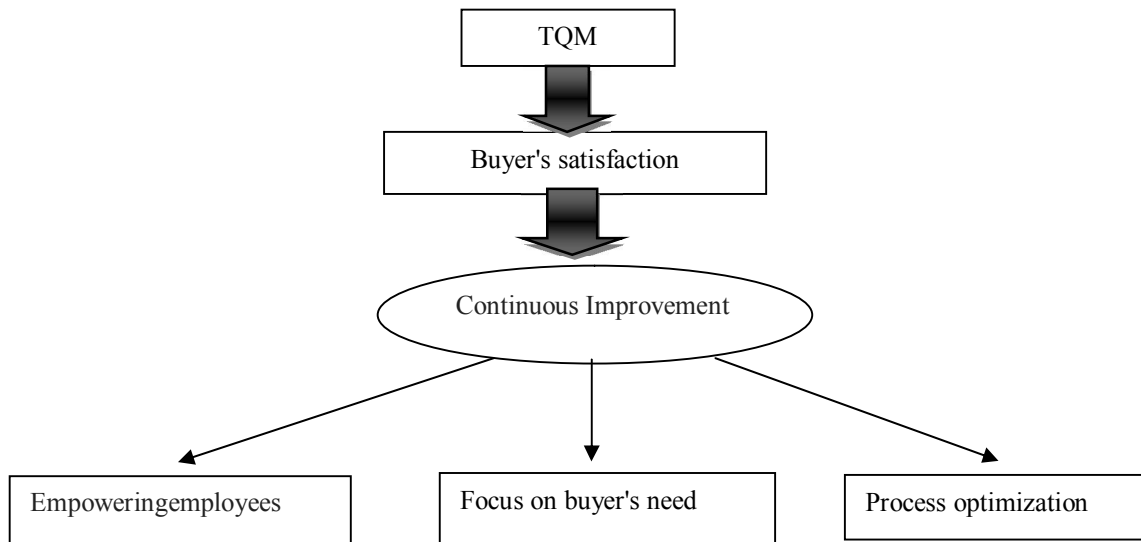 TQM
Buyer's satisfaction
Continuous Improvement
Empoweringemployees
Focus on buyer's need
Process optimization